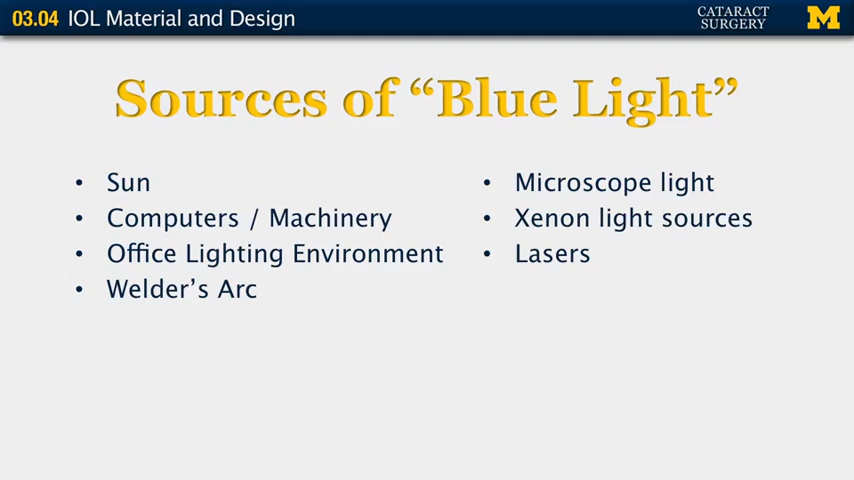 03.04 IOL Material and Design
CATARACT
SURGERY
M
Sources of “Blue Light”
• Sun
• Computers / Machinery
• Office Lighting Environment
• Welder’s Arc
• Microscope light
• Xenon light sources
• Lasers